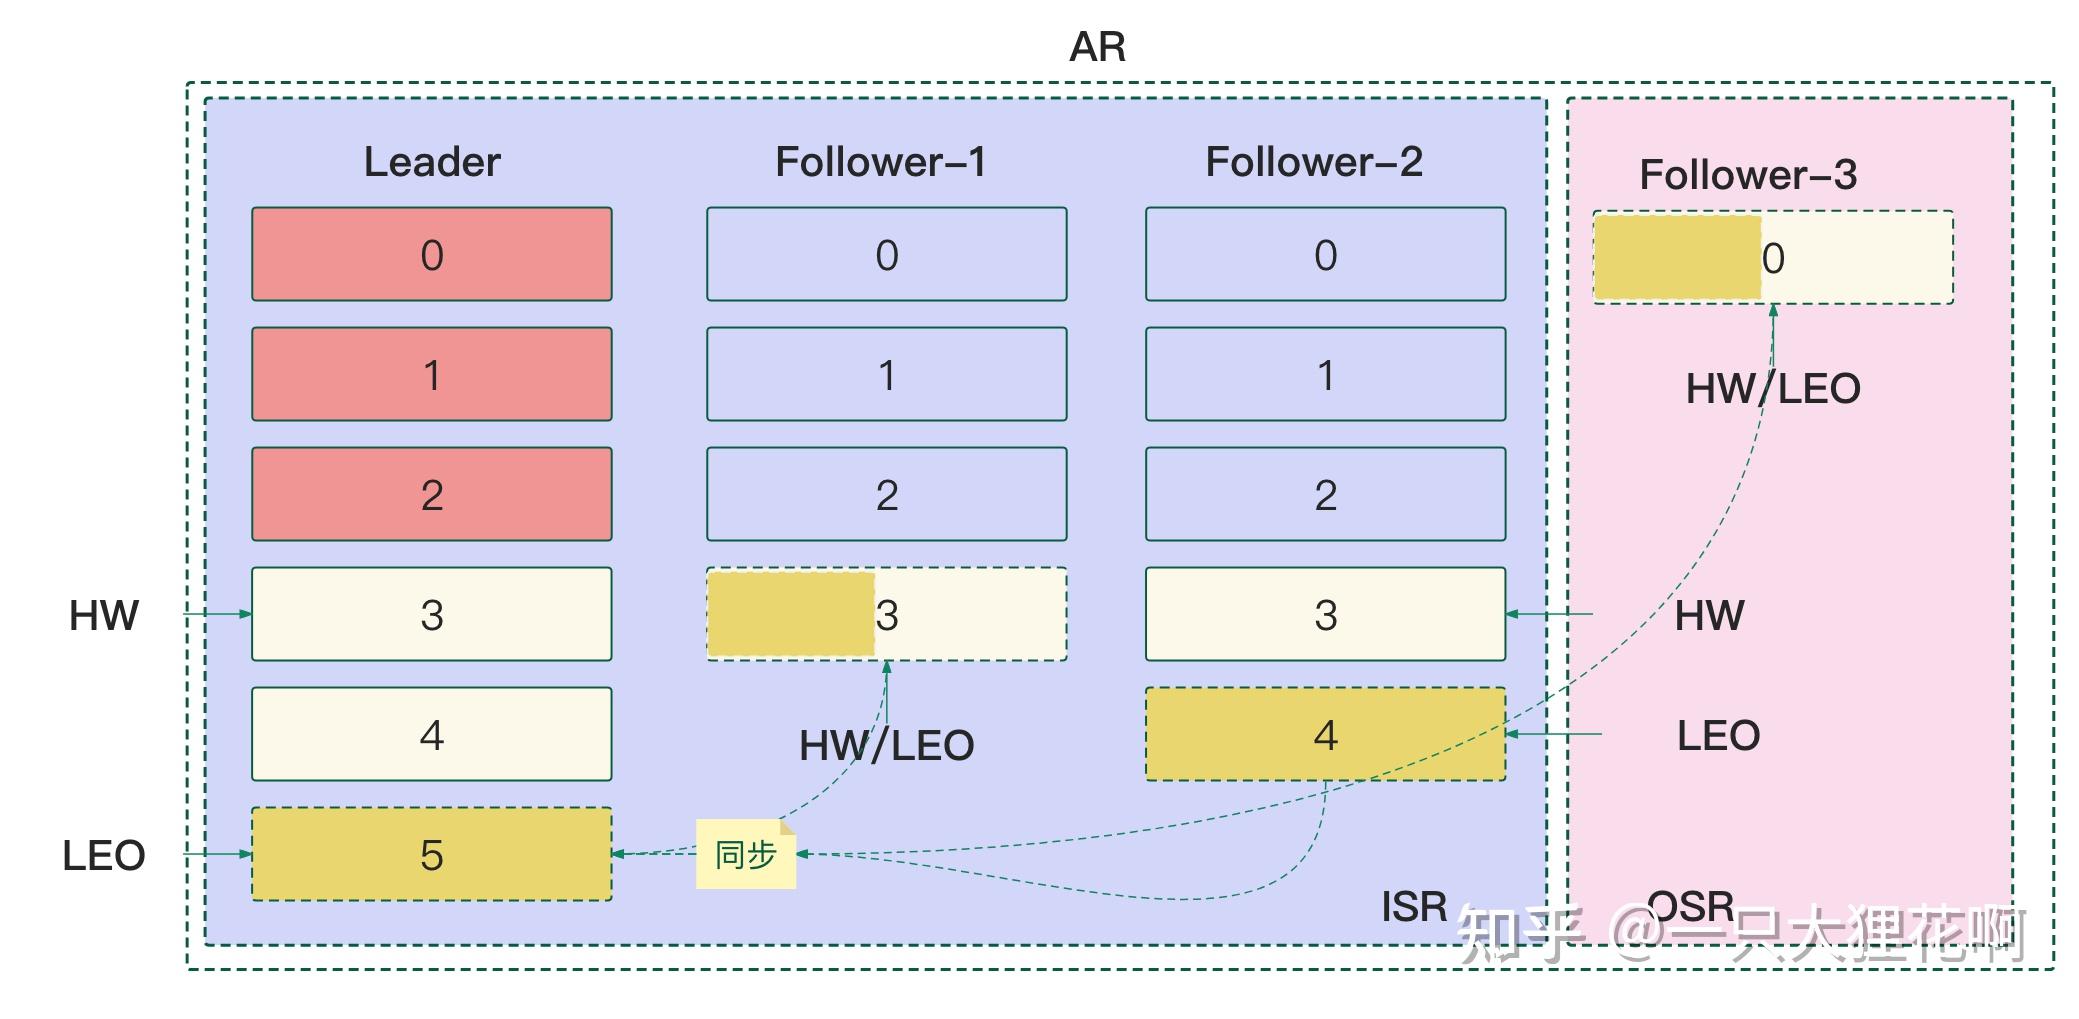 AR
Leader
Follower-1
Follower-2
Follower-3
0
0
0
0
1
1
1
HW/LEO
2
2
2
HW
3
3
3
HW
4
HW/LEO
4
LEO
LEO
5
同步
ISR
OSR
知乎 @一只大狸花啊